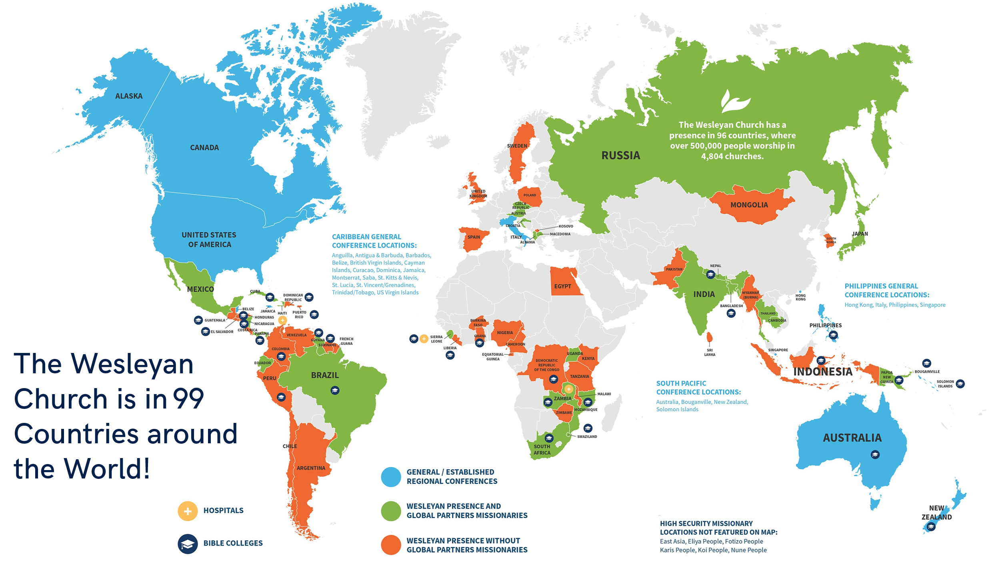 ALASKA
CANADA
UNITED STATES
OF AMERICA
MEXICO
CUBA
BELIZE
JAMAICA
HAITI
DOMINICAN
REPUBLIC
PUERTO
RICO
GUATEMALA
HONDURAS
NICARAGUA
EL SALVADOR
COSTA RICA
PANAMA
VENEZUELA
GUYANA
SURINAME
FRENCH
GUANA
COLOMBIA
ECUADOR
PERU
BRAZIL
CHILE
ARGENTINA
CARIBBEAN GENERAL
CONFERENCE LOCATIONS:
Anguilla, Antigua & Barbuda, Barbados,
Belize, British Virgin Islands, Cayman
Islands, Curacao, Dominica, Jamaica,
Montserrat, Saba, St. Kitts & Nevis,
St. Lucia, St. Vincent/Grenadines,
Trinidad/Tobago, US Virgin Islands
SWEDEN
UNITED
KINGDOM
POLAND
CZECH
REPUBLIC
AUSTRIA
CROATIA
KOSOVO
MACEDONIA
ITALY
ALBANIA
SPAIN
RUSSIA
The Wesleyan Church has a
presence in 96 countries, where
over 500,000 people worship in
4,804 churches.
MONGOLIA
SOUTH
KOREA
JAPAN
PAKISTAN
NEPAL
INDIA
BANGLADESH
MYANMAR
(BURMA)
THAILAND
CAMBODIA
HONG
KONG
SRI
LANKA
SINGAPORE
PHILIPPINES
PHILIPPINES GENERAL
CONFERENCE LOCATIONS:
Hong Kong, Italy, Philippines, Singapore
INDONESIA
PAPUA
NEW
GUINEA
BOUGAINVILLE
SOLOMON
ISLANDS
EGYPT
BURKINA
FASO
SIERRA
LEONE
LIBERIA
GHANA
NIGERIA
CAMEROON
EQUATORIAL
GUINEA
DEMOCRATIC
REPUBLIC
OF THE CONGO
UGANDA
KENYA
TANZANIA
ZAMBIA
MALAWI
MOZAMBIQUE
ZIMBAWE
SWAZILAND
SOUTH
AFRICA
SOUTH PACIFIC
CONFERENCE LOCATIONS:
Australia, Bouganville, New Zealand,
Solomon Islands
AUSTRALIA
NEW
ZEALAND
The Wesleyan
Church is in 99
Countries around
the World!
HOSPITALS
BIBLE COLLEGES
GENERAL / ESTABLISHED
REGIONAL CONFERENCES
WESLEYAN PRESENCE AND
GLOBAL PARTNERS MISSIONARIES
WESLEYAN PRESENCE WITHOUT
GLOBAL PARTNERS MISSIONARIES
HIGH SECURITY MISSIONARY
LOCATIONS NOT FEATURED ON MAP:
East Asia, Eliya People, Fotizo People
Karis People, Koi People, Nune People